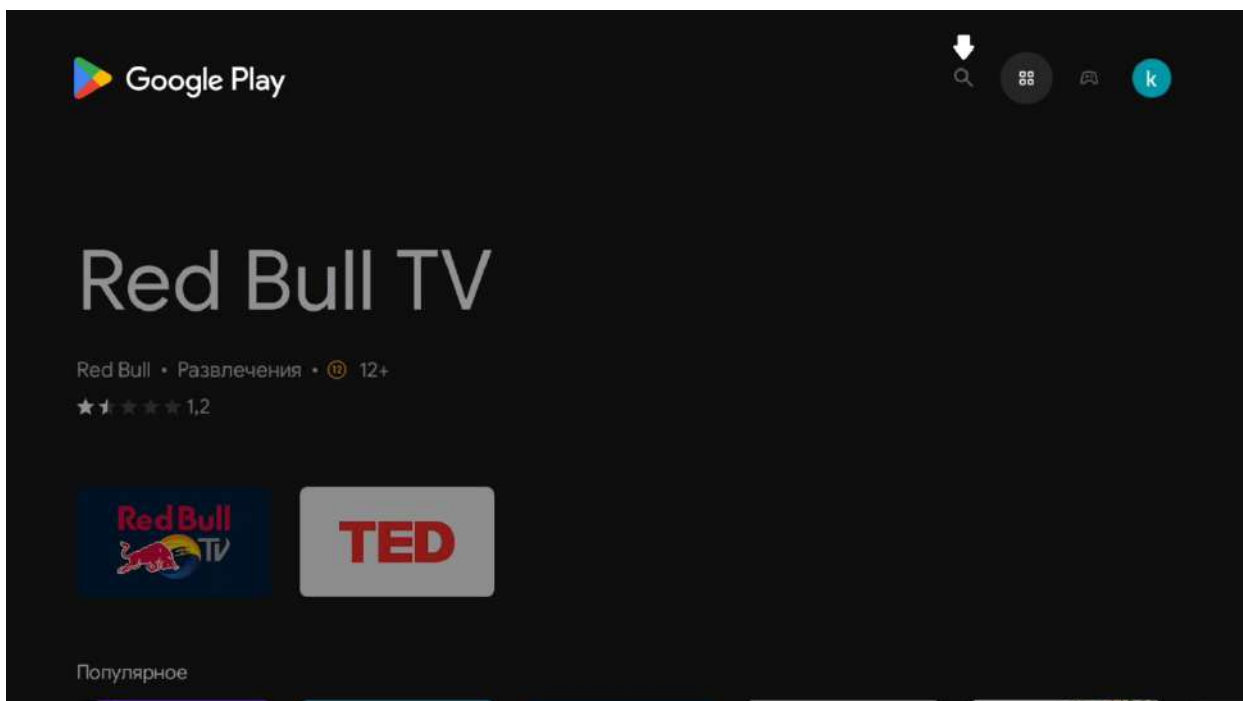 Google Play
k
Red Bull TV
Red Bull • Развлечения • 12 12+
1,2
Red Bull
TV
TED
Популярное